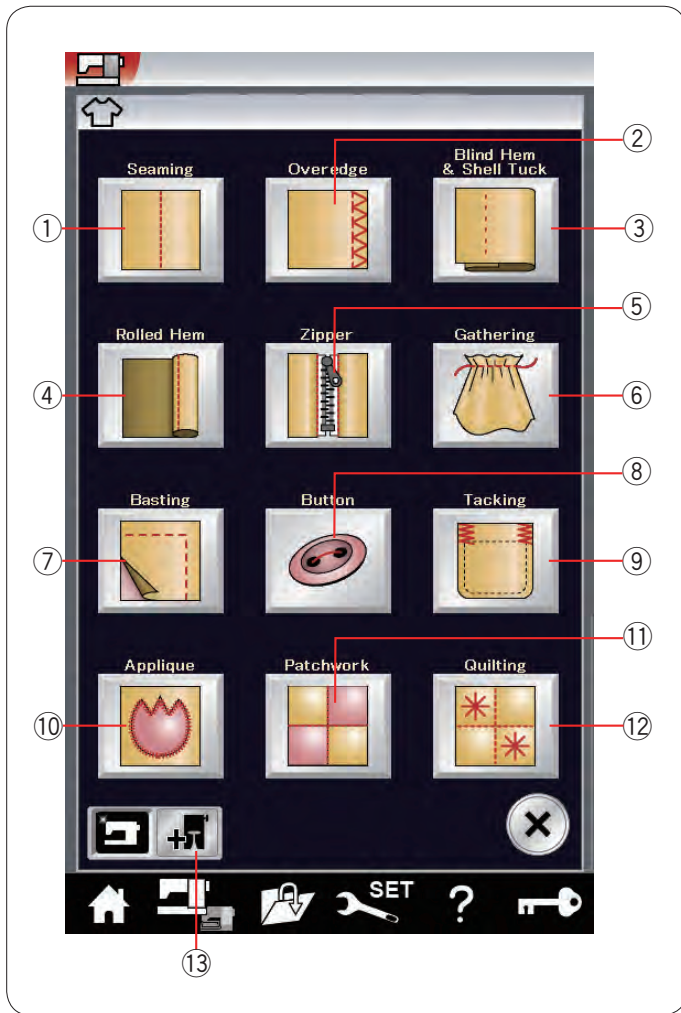 Seaming
Overedge
Blind Hem
& Shell Tuck
①
②
③
Rolled Hem
Zipper
Gathering
④
⑤
⑥
Basting
Button
Tacking
⑦
⑧
⑨
Applique
Patchwork
Quilting
⑩
⑪
⑫
SET
?
⑬